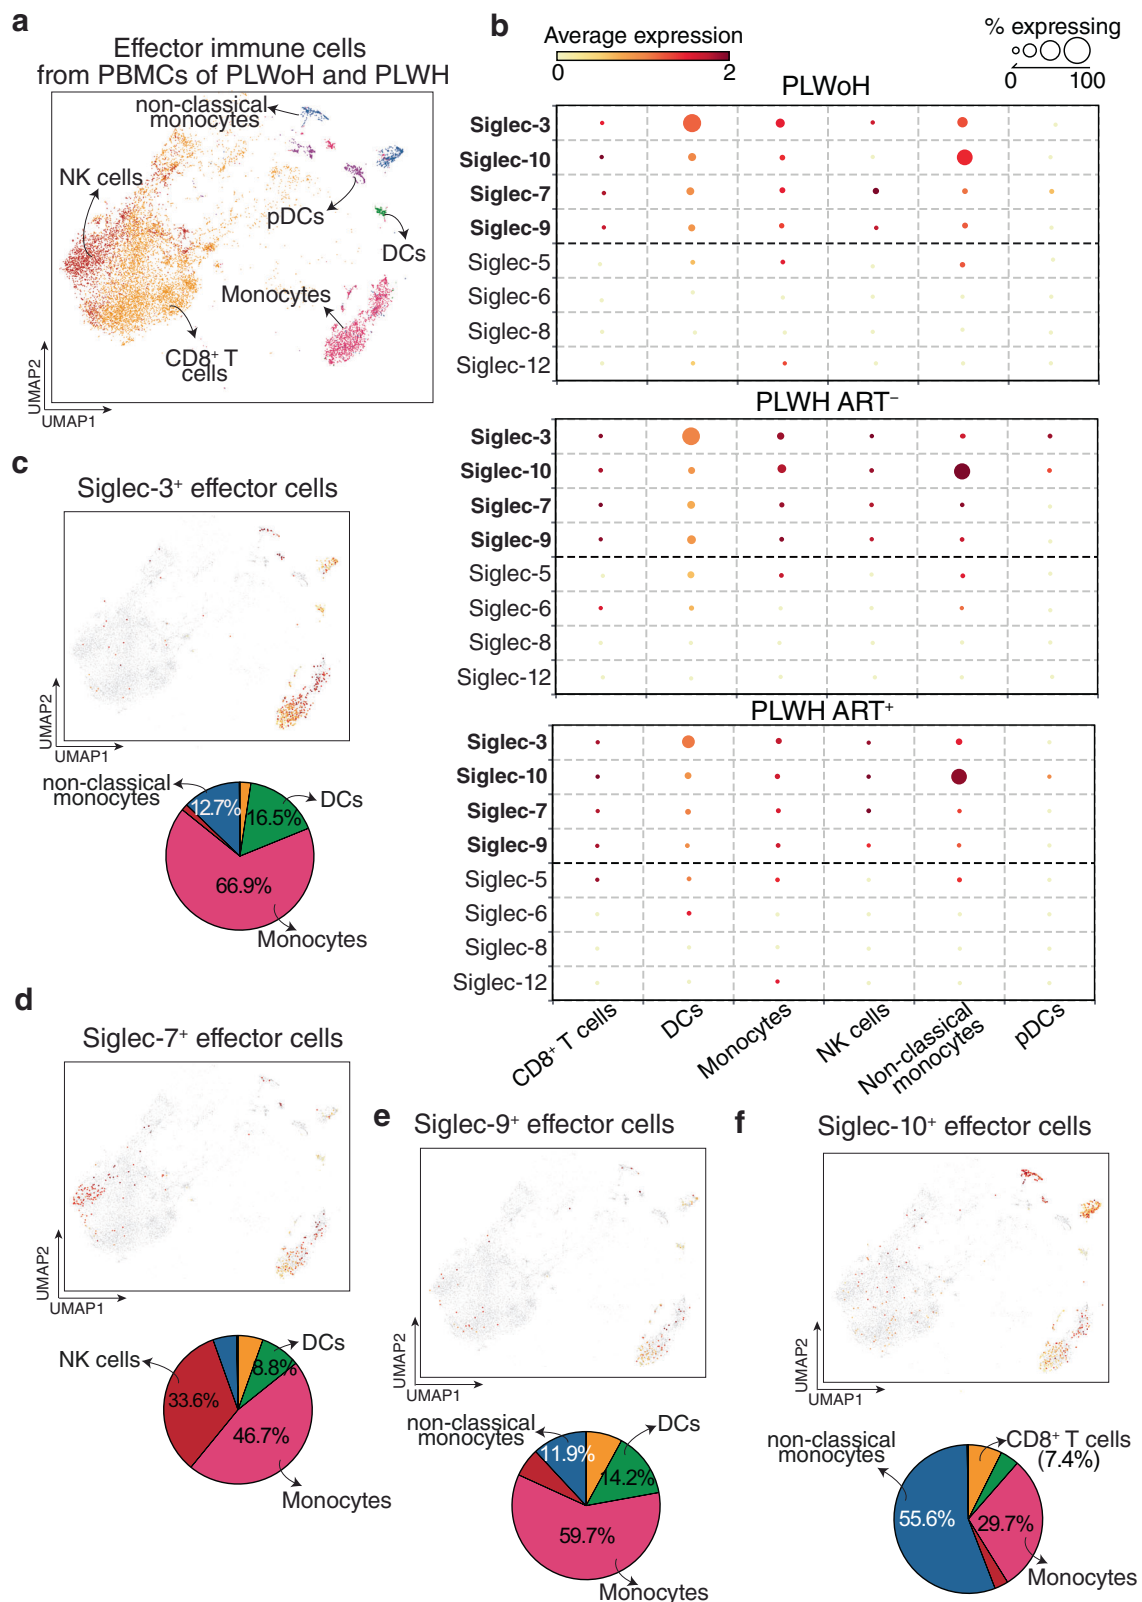 a
Effector immune cells
from PBMCs of PLWoH and PLWH
non-classical
monocytes
NK cells
pDCs
DCs
Monocytes
CD8⁺ T
cells
UMAP2
UMAP1
b
Average expression
0 2
% expressing
0 100
PLWoH
Siglec-3
Siglec-10
Siglec-7
Siglec-9
Siglec-5
Siglec-6
Siglec-8
Siglec-12
PLWH ART⁻
Siglec-3
Siglec-10
Siglec-7
Siglec-9
Siglec-5
Siglec-6
Siglec-8
Siglec-12
PLWH ART⁺
Siglec-3
Siglec-10
Siglec-7
Siglec-9
Siglec-5
Siglec-6
Siglec-8
Siglec-12
CD8⁺ T cells
DCs
Monocytes
NK cells
Non-classical
monocytes
pDCs
c
Siglec-3⁺ effector cells
UMAP2
UMAP1
non-classical
monocytes
12.7%
DCs
16.5%
66.9%
Monocytes
d
Siglec-7⁺ effector cells
UMAP2
UMAP1
NK cells
DCs
8.8%
33.6%
46.7%
Monocytes
e
Siglec-9⁺ effector cells
UMAP2
UMAP1
non-classical
monocytes
DCs
11.9%
14.2%
59.7%
Monocytes
f
Siglec-10⁺ effector cells
UMAP2
UMAP1
non-classical
monocytes
CD8⁺ T cells
(7.4%)
55.6%
29.7%
Monocytes